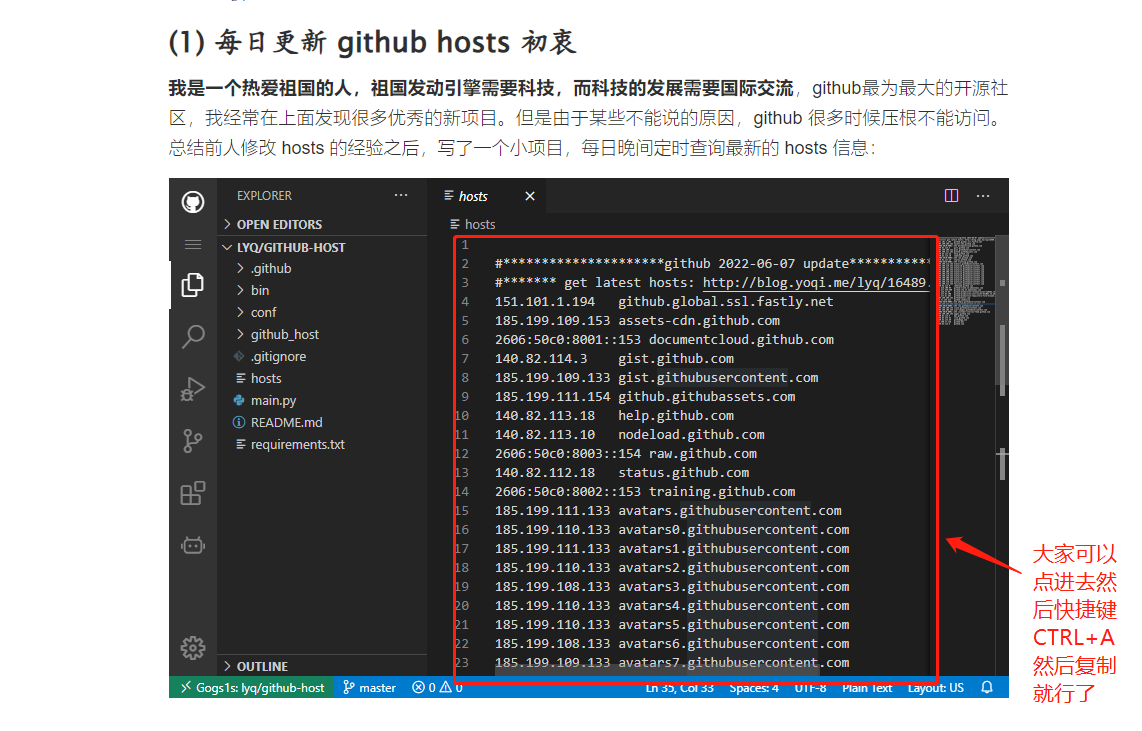 (1) 每日更新 github hosts 初衷
我是一个热爱祖国的人，祖国发动引擎需要科技，而科技的发展需要国际交流，github最为最大的开源社
区，我经常在上面发现很多优秀的新项目。但是由于某些不能说的原因，github 很多时候压根不能访问。
总结前人修改 hosts 的经验之后，写了一个小项目，每日晚间定时查询最新的 hosts 信息：
EXPLORER
OPEN EDITORS
LYQ/GITHUB-HOST
.github
bin
conf
github_host
.gitignore
hosts
main.py
README.md
requirements.txt
OUTLINE
hosts
hosts
1
2 #*********************github 2022-06-07 update***********
3 #******* get latest hosts: http://blog.yoqi.me/lyq/16489.
4 151.101.1.194 github.global.ssl.fastly.net
5 185.199.109.153 assets-cdn.github.com
6 2606:50c0:8001::153 documentcloud.github.com
7 140.82.114.3 gist.github.com
8 185.199.109.133 gist.githubusercontent.com
9 185.199.111.154 github.githubassets.com
10 140.82.113.18 help.github.com
11 140.82.113.10 nodeload.github.com
12 2606:50c0:8003::154 raw.github.com
13 140.82.112.18 status.github.com
14 2606:50c0:8002::153 training.github.com
15 185.199.111.133 avatars.githubusercontent.com
16 185.199.110.133 avatars0.githubusercontent.com
17 185.199.111.133 avatars1.githubusercontent.com
18 185.199.110.133 avatars2.githubusercontent.com
19 185.199.108.133 avatars3.githubusercontent.com
20 185.199.110.133 avatars4.githubusercontent.com
21 185.199.110.133 avatars5.githubusercontent.com
22 185.199.108.133 avatars6.githubusercontent.com
23 185.199.109.133 avatars7.githubusercontent.com
大家可以
点进去然
后快捷键
CTRL+A
然后复制
就行了
Gogs1s: lyq/github-host master 0 0 Ln 35, Col 33 Spaces: 4 UTF-8 Plain Text Layout: US